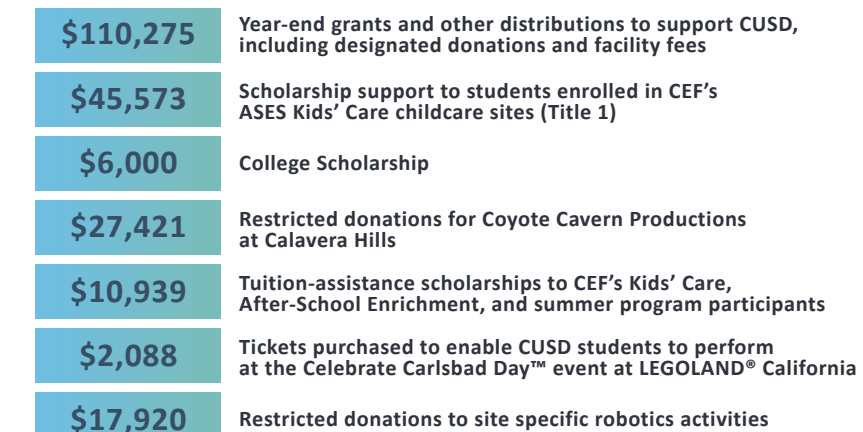 $110,275
Year-end grants and other distributions to support CUSD,
including designated donations and facility fees
$45,573
Scholarship support to students enrolled in CEF's
ASES Kids' Care childcare sites (Title 1)
$6,000
College Scholarship
$27,421
Restricted donations for Coyote Cavern Productions
at Calavera Hills
$10,939
Tuition-assistance scholarships to CEF's Kids' Care,
After-School Enrichment, and summer program participants
$2,088
Tickets purchased to enable CUSD students to perform
at the Celebrate Carlsbad Day™ event at LEGOLAND® California
$17,920
Restricted donations to site specific robotics activities